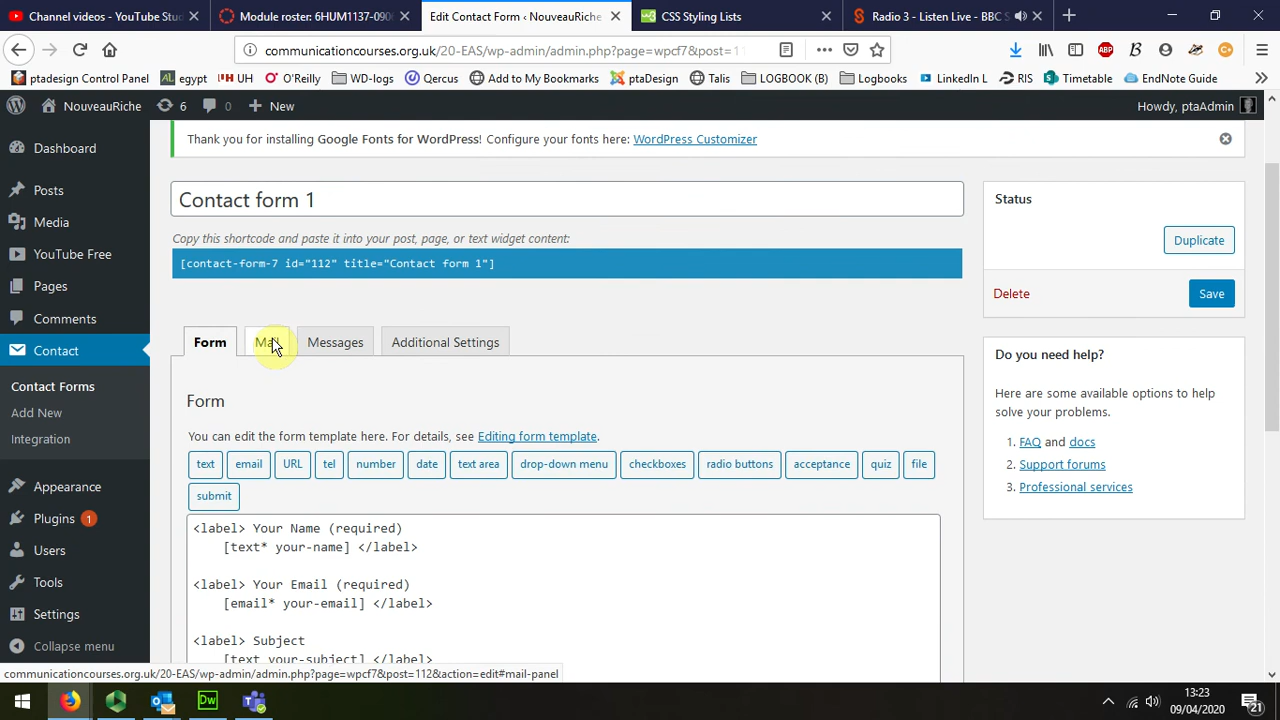 Channel videos - YouTube Stud
Module roster: 6HUM1137-090
Edit Contact Form ‹ NouveauRiche
CSS Styling Lists
Radio 3 - Listen Live - BBC S
communicationcourses.org.uk/20-EAS/wp-admin/admin.php?page=wpcf7&post=11
ptadesign Control Panel
egypt
UH
O'Reilly
WD-logs
Qercus
Add to My Bookmarks
ptaDesign
Talis
LOGBOOK (B)
Logbooks
LinkedIn L
RIS
Timetable
EndNote Guide
NouveauRiche
6
0
New
Howdy, ptaAdmin
Dashboard
Posts
Media
YouTube Free
Pages
Comments
Contact
Contact Forms
Add New
Integration
Appearance
Plugins 1
Users
Tools
Settings
Collapse menu
Thank you for installing Google Fonts for WordPress! Configure your fonts here: WordPress Customizer
Contact form 1
Copy this shortcode and paste it into your post, page, or text widget content:
[contact-form-7 id="112" title="Contact form 1"]
Form
Mail
Messages
Additional Settings
Form
You can edit the form template here. For details, see Editing form template.
text
email
URL
tel
number
date
text area
drop-down menu
checkboxes
radio buttons
acceptance
quiz
file
submit
<label> Your Name (required)
[text* your-name] </label>
<label> Your Email (required)
[email* your-email] </label>
<label> Subject
[text your-subject] </label>
Status
Duplicate
Delete
Save
Do you need help?
Here are some available options to help
solve your problems.
1. FAQ and docs
2. Support forums
3. Professional services
communicationcourses.org.uk/20-EAS/wp-admin/admin.php?page=wpcf7&post=112&action=edit#mail-panel
13:23
09/04/2020
21